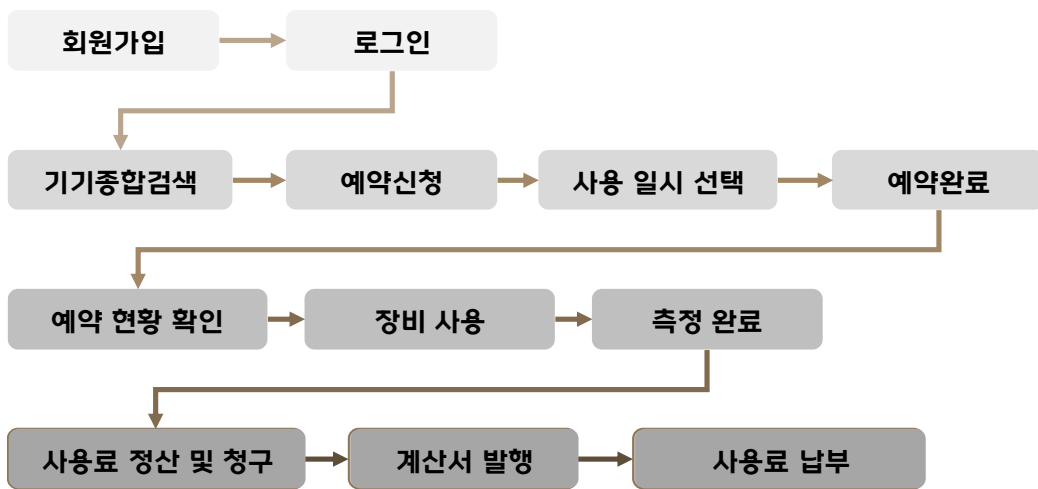 회원가입
로그인
기기종합검색
예약신청
사용 일시 선택
예약완료
예약 현황 확인
장비 사용
측정 완료
사용료 정산 및 청구
계산서 발행
사용료 납부